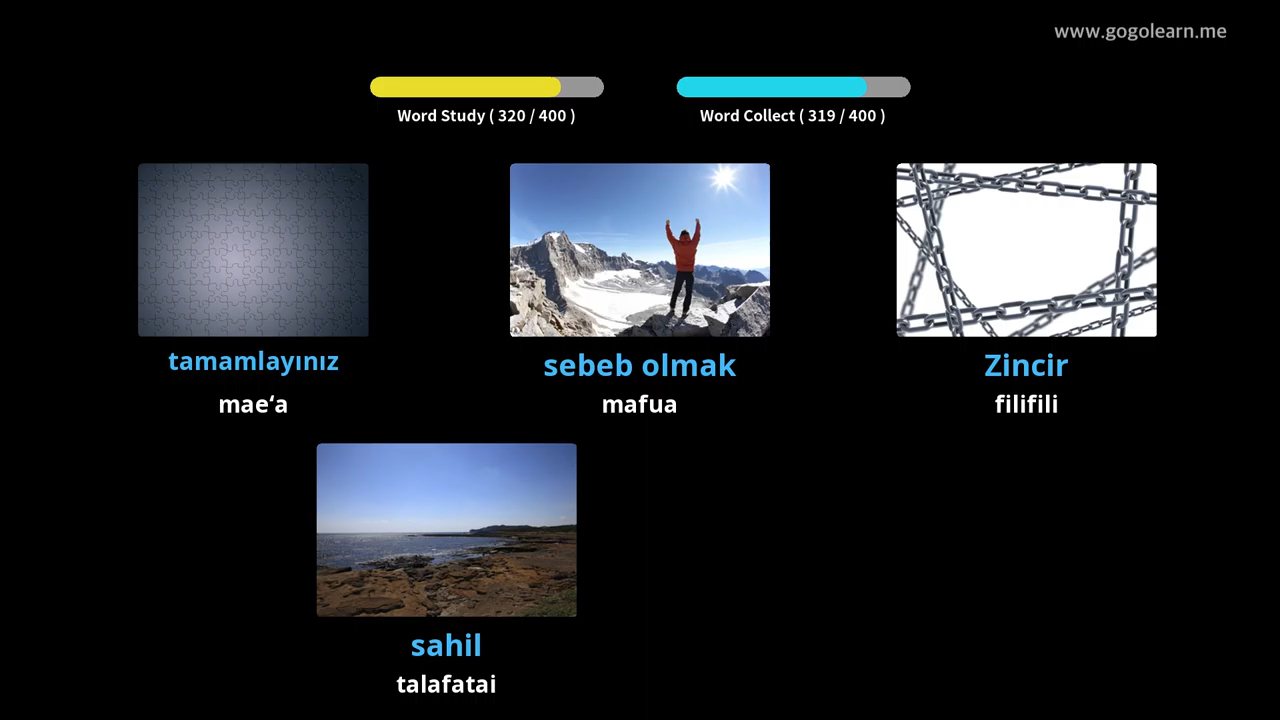 www.gogolearn.me
Word Study ( 320 / 400 )
Word Collect ( 319 / 400 )
tamamlayınız
sebeb olmak
Zincir
maeʻa
mafua
filifili
sahil
talafatai